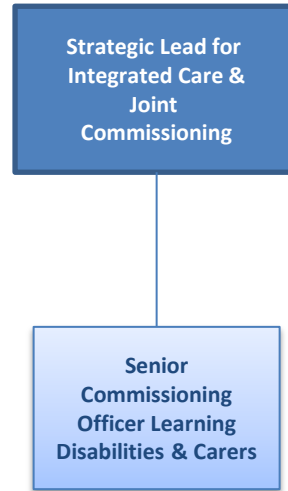 Strategic Lead for
Integrated Care &
Joint
Commissioning
Senior
Commissioning
Officer Learning
Disabilities & Carers